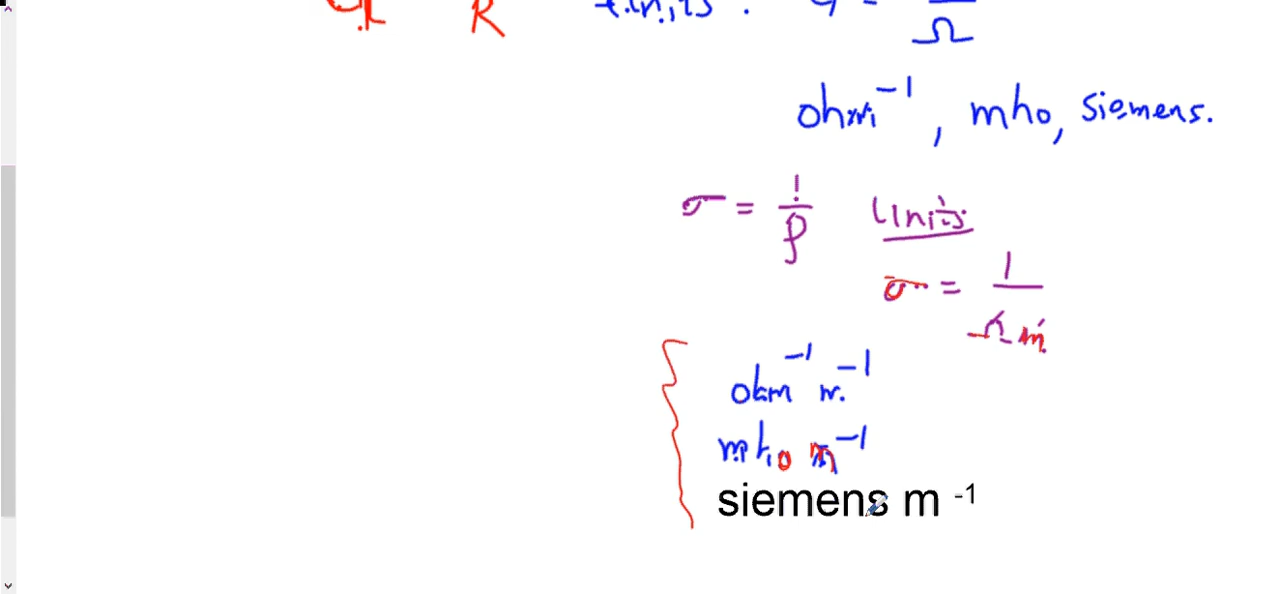 R Units : G =
Ω
ohm⁻¹, mho, siemens.
σ = 1/ρ Units
σ = 1/Ω m
ohm⁻¹ m⁻¹
mho m⁻¹
siemens m -1